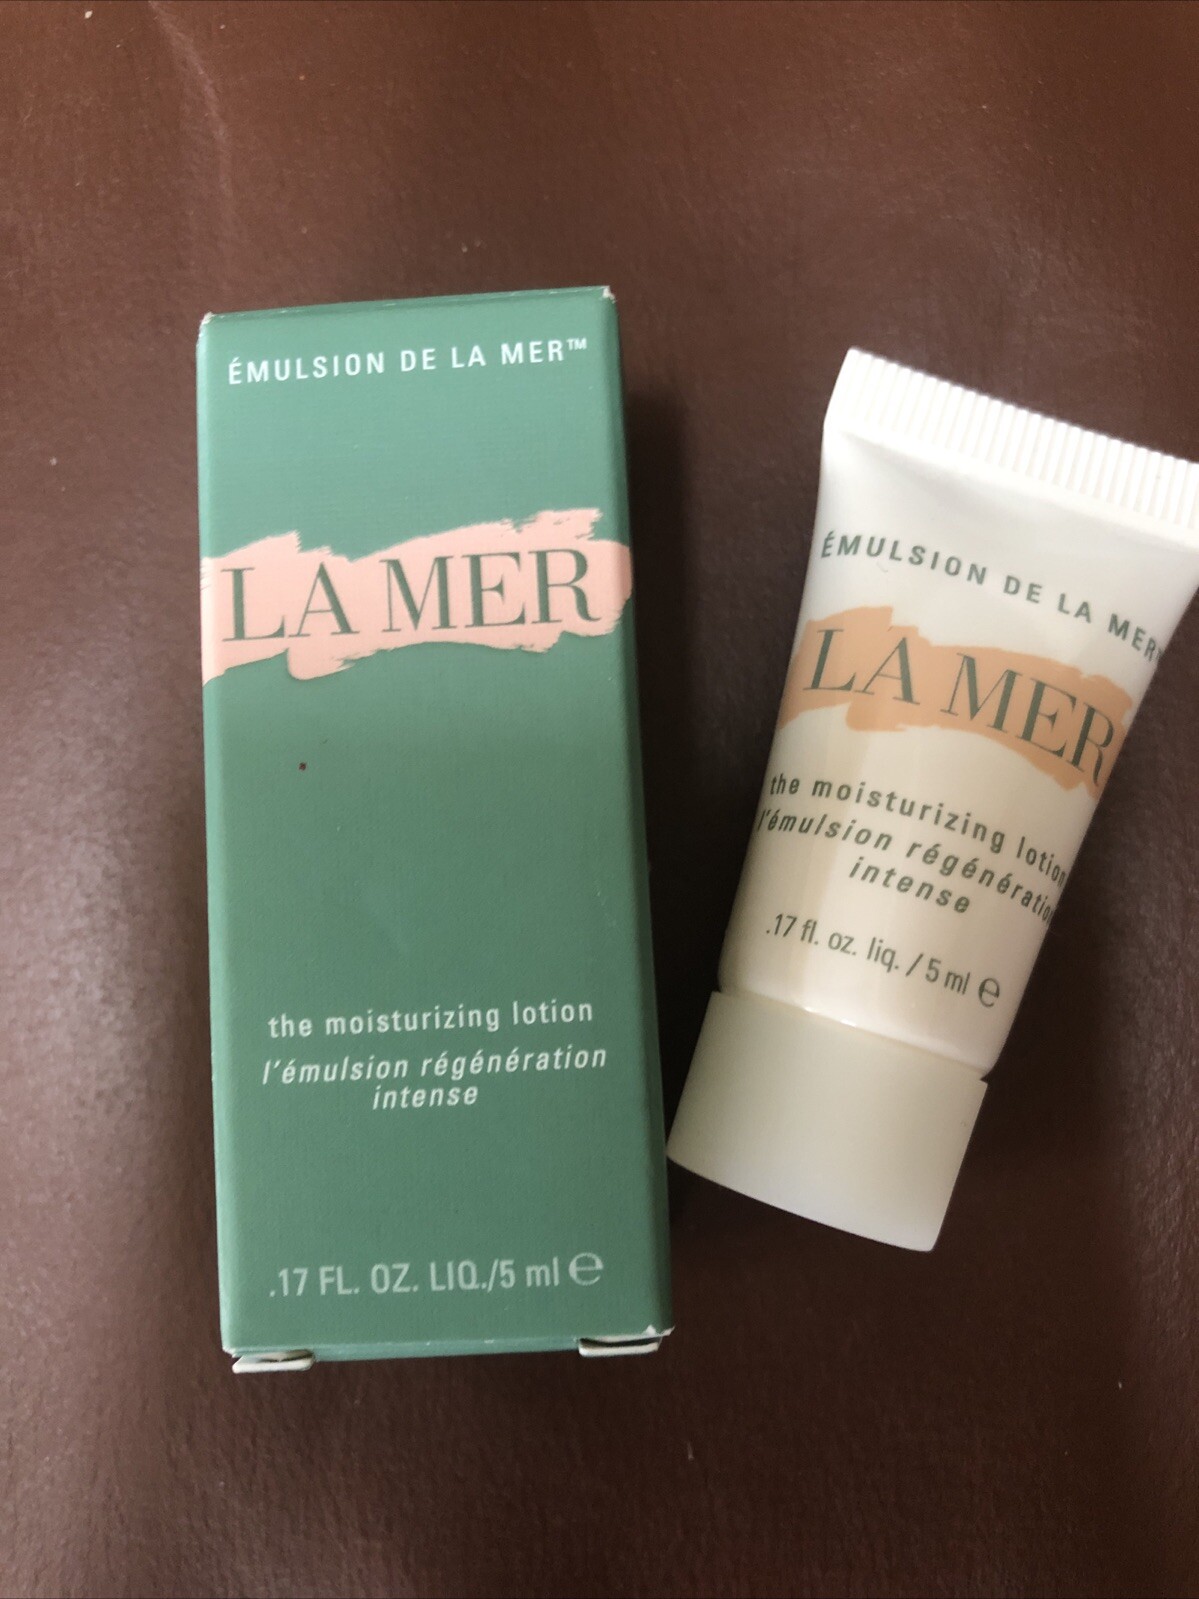 ÉMULSION DE LA MER™
LA MER
the moisturizing lotion
l'émulsion régénération
intense
.17 FL. OZ. LIQ./5 ml ℮
ÉMULSION DE LA MER™
LA MER
the moisturizing lotion
l'émulsion régénération
intense
.17 fl. oz. liq. / 5 ml ℮